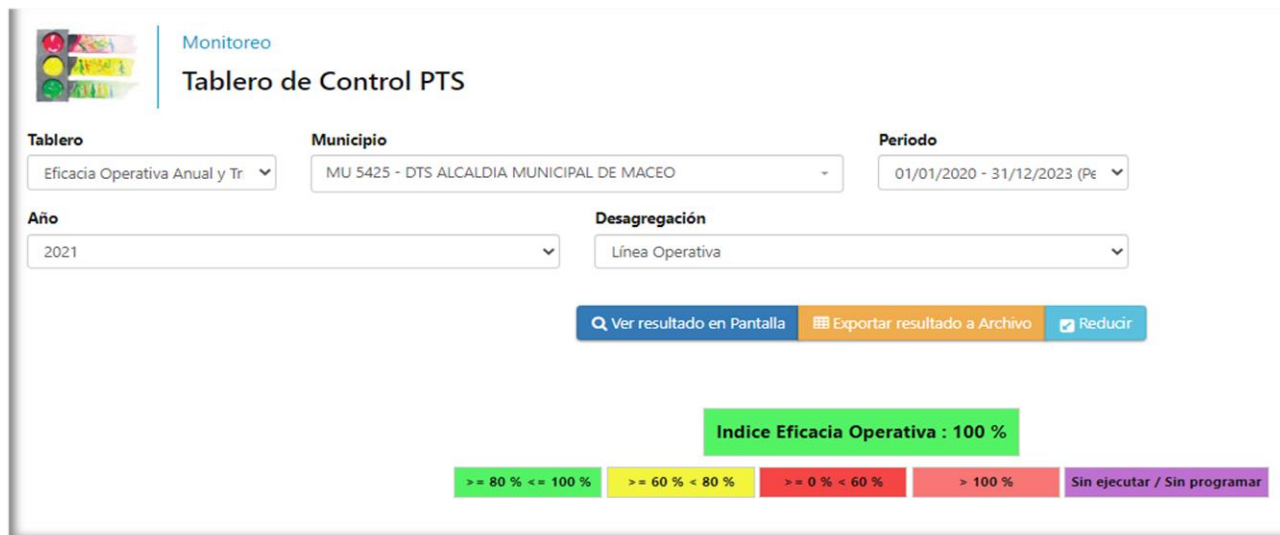 Monitoreo
Tablero de Control PTS
Tablero Municipio Periodo
Eficacia Operativa Anual y Tr MU 5425 - DTS ALCALDIA MUNICIPAL DE MACEO 01/01/2020 - 31/12/2023 (Pe
Año Desagregación
2021 Línea Operativa
Ver resultado en Pantalla Exportar resultado a Archivo Reducir
Indice Eficacia Operativa : 100 %
> = 80 % <= 100 % > = 60 % < 80 % > = 0 % < 60 % > 100 % Sin ejecutar / Sin programar